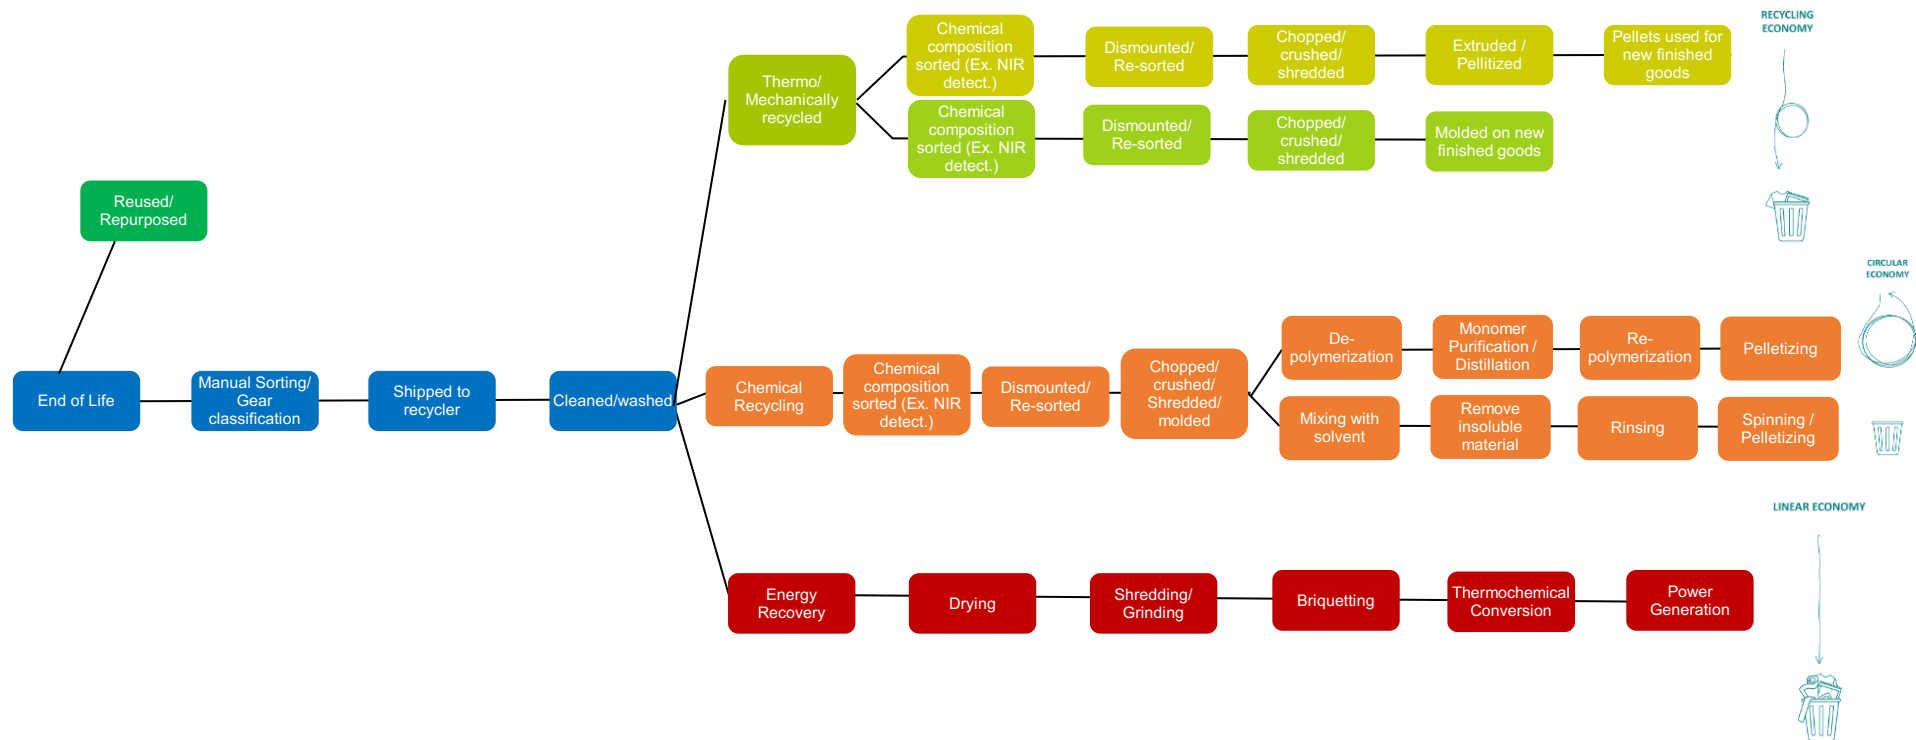 RECYCLING
ECONOMY
Chemical
composition
sorted (Ex. NIR
detect.)
Dismounted/
Re-sorted
Chopped/
crushed/
shredded
Extruded /
Pellitized
Pellets used for
new finished
goods
Thermo/
Mechanically
recycled
Chemical
composition
sorted (Ex. NIR
detect.)
Dismounted/
Re-sorted
Chopped/
crushed/
shredded
Molded on new
finished goods
Reused/
Repurposed
CIRCULAR
ECONOMY
End of Life
Manual Sorting/
Gear
classification
Shipped to
recycler
Cleaned/washed
Chemical
Recycling
Chemical
composition
sorted (Ex. NIR
detect.)
Dismounted/
Re-sorted
Chopped/
crushed/
Shredded/
molded
De-
polymerization
Monomer
Purification /
Distillation
Re-
polymerization
Pelletizing
Mixing with
solvent
Remove
insoluble
material
Rinsing
Spinning /
Pelletizing
LINEAR ECONOMY
Energy
Recovery
Drying
Shredding/
Grinding
Briquetting
Thermochemical
Conversion
Power
Generation